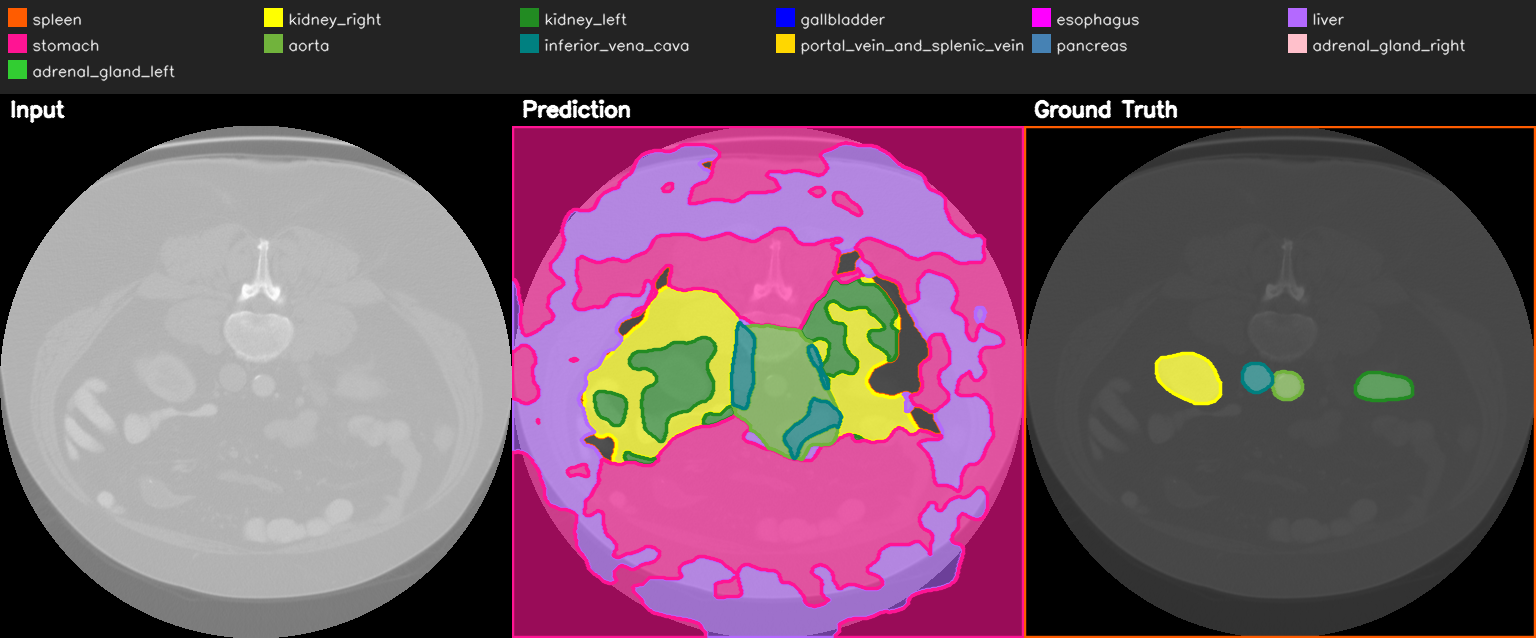 spleen kidney_right kidney_left gallbladder esophagus liver
stomach aorta inferior_vena_cava portal_vein_and_splenic_vein pancreas adrenal_gland_right
adrenal_gland_left
Input Prediction Ground Truth